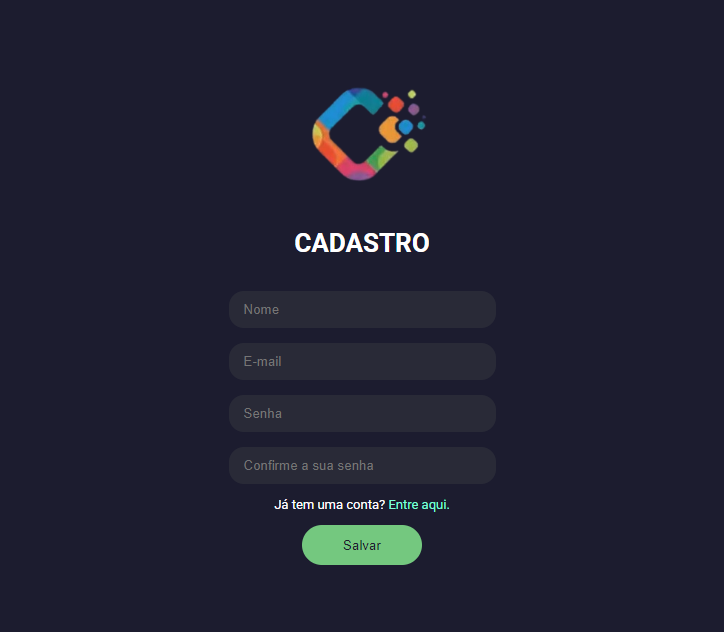 CADASTRO
Nome
E-mail
Senha
Confirme a sua senha
Já tem uma conta? Entre aqui.
Salvar